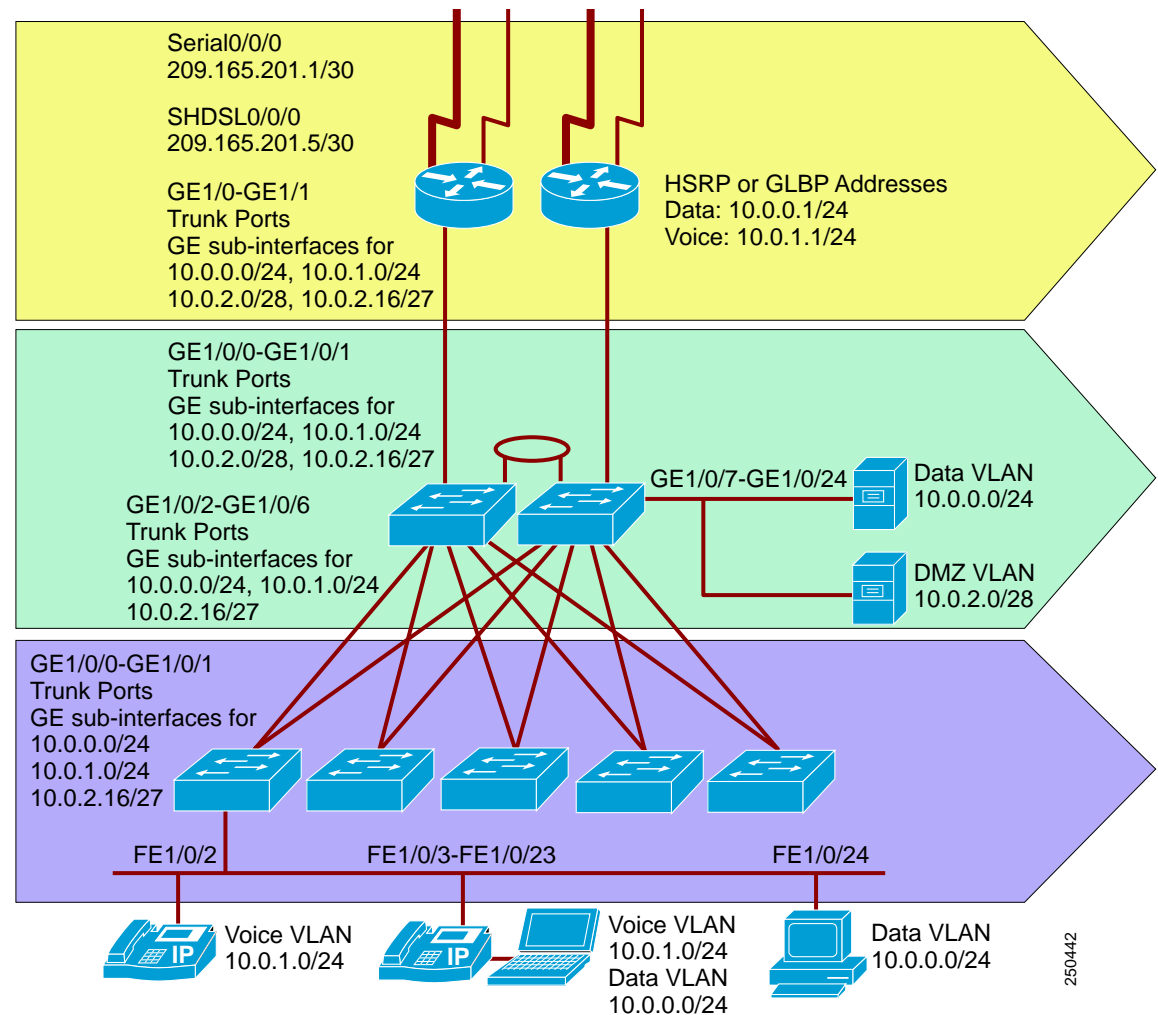 Serial0/0/0
209.165.201.1/30
SHDSL0/0/0
209.165.201.5/30
GE1/0-GE1/1
Trunk Ports
GE sub-interfaces for
10.0.0.0/24, 10.0.1.0/24
10.0.2.0/28, 10.0.2.16/27
HSRP or GLBP Addresses
Data: 10.0.0.1/24
Voice: 10.0.1.1/24
GE1/0/0-GE1/0/1
Trunk Ports
GE sub-interfaces for
10.0.0.0/24, 10.0.1.0/24
10.0.2.0/28, 10.0.2.16/27
GE1/0/2-GE1/0/6
Trunk Ports
GE sub-interfaces for
10.0.0.0/24, 10.0.1.0/24
10.0.2.16/27
GE1/0/7-GE1/0/24
Data VLAN
10.0.0.0/24
DMZ VLAN
10.0.2.0/28
GE1/0/0-GE1/0/1
Trunk Ports
GE sub-interfaces for
10.0.0.0/24
10.0.1.0/24
10.0.2.16/27
FE1/0/2
FE1/0/3-FE1/0/23
FE1/0/24
IP
Voice VLAN
10.0.1.0/24
IP
Voice VLAN
10.0.1.0/24
Data VLAN
10.0.0.0/24
Data VLAN
10.0.0.0/24
250442